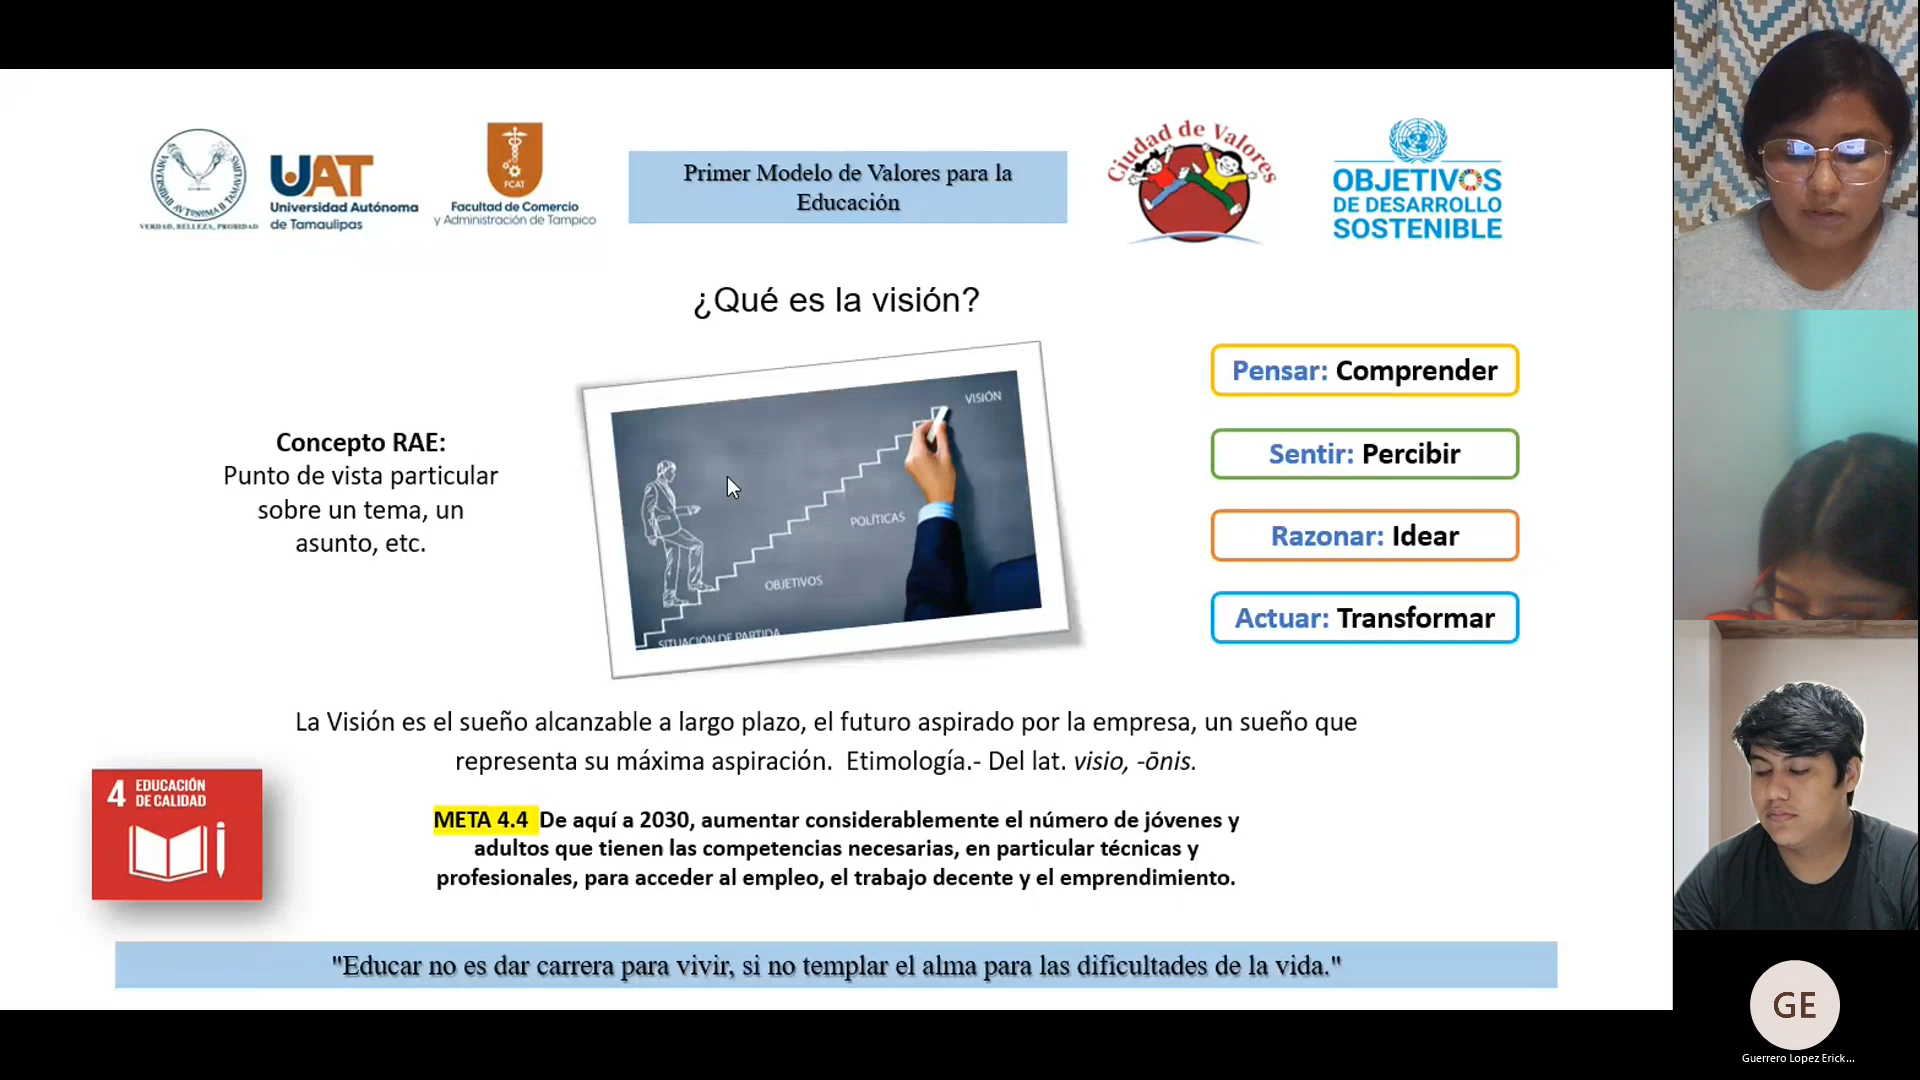 UNIVERSIDAD AUTÓNOMA DE TAMAULIPAS
VERDAD, BELLEZA, PROBIDAD
UAT
Universidad Autónoma
de Tamaulipas
FCAT
Facultad de Comercio
y Administración de Tampico
Primer Modelo de Valores para la
Educación
Ciudad de Valores
OBJETIVOS
DE DESARROLLO
SOSTENIBLE
¿Qué es la visión?
Concepto RAE:
Punto de vista particular
sobre un tema, un
asunto, etc.
VISIÓN
POLÍTICAS
OBJETIVOS
SITUACIÓN DE PARTIDA
Pensar: Comprender
Sentir: Percibir
Razonar: Idear
Actuar: Transformar
La Visión es el sueño alcanzable a largo plazo, el futuro aspirado por la empresa, un sueño que
representa su máxima aspiración. Etimología.- Del lat. visio, -ōnis.
4 EDUCACIÓN
DE CALIDAD
META 4.4 De aquí a 2030, aumentar considerablemente el número de jóvenes y
adultos que tienen las competencias necesarias, en particular técnicas y
profesionales, para acceder al empleo, el trabajo decente y el emprendimiento.
"Educar no es dar carrera para vivir, si no templar el alma para las dificultades de la vida."
GE
Guerrero Lopez Erick...